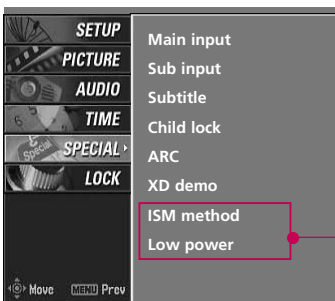 SETUP
PICTURE
AUDIO
TIME
SPECIAL
LOCK
Move MENU Prev
Main input
Sub input
Subtitle
Child lock
ARC
XD demo
ISM method
Low power